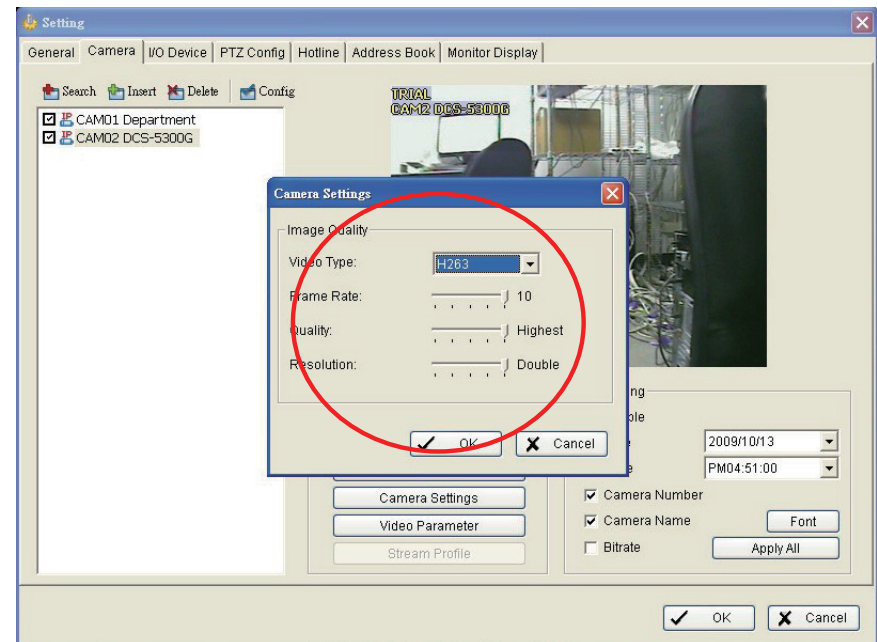 Setting
General Camera I/O Device PTZ Config Hotline Address Book Monitor Display
Search Insert Delete Config
CAM01 Department
CAM02 DCS-5300G
TRIAL
CAM2 DCS-5300G
Camera Settings
Image Quality
Video Type: H263
Frame Rate: 10
Quality: Highest
Resolution: Double
OK Cancel
2009/10/13
PM04:51:00
Camera Settings
Video Parameter
Stream Profile
Camera Number
Camera Name Font
Bitrate Apply All
OK Cancel